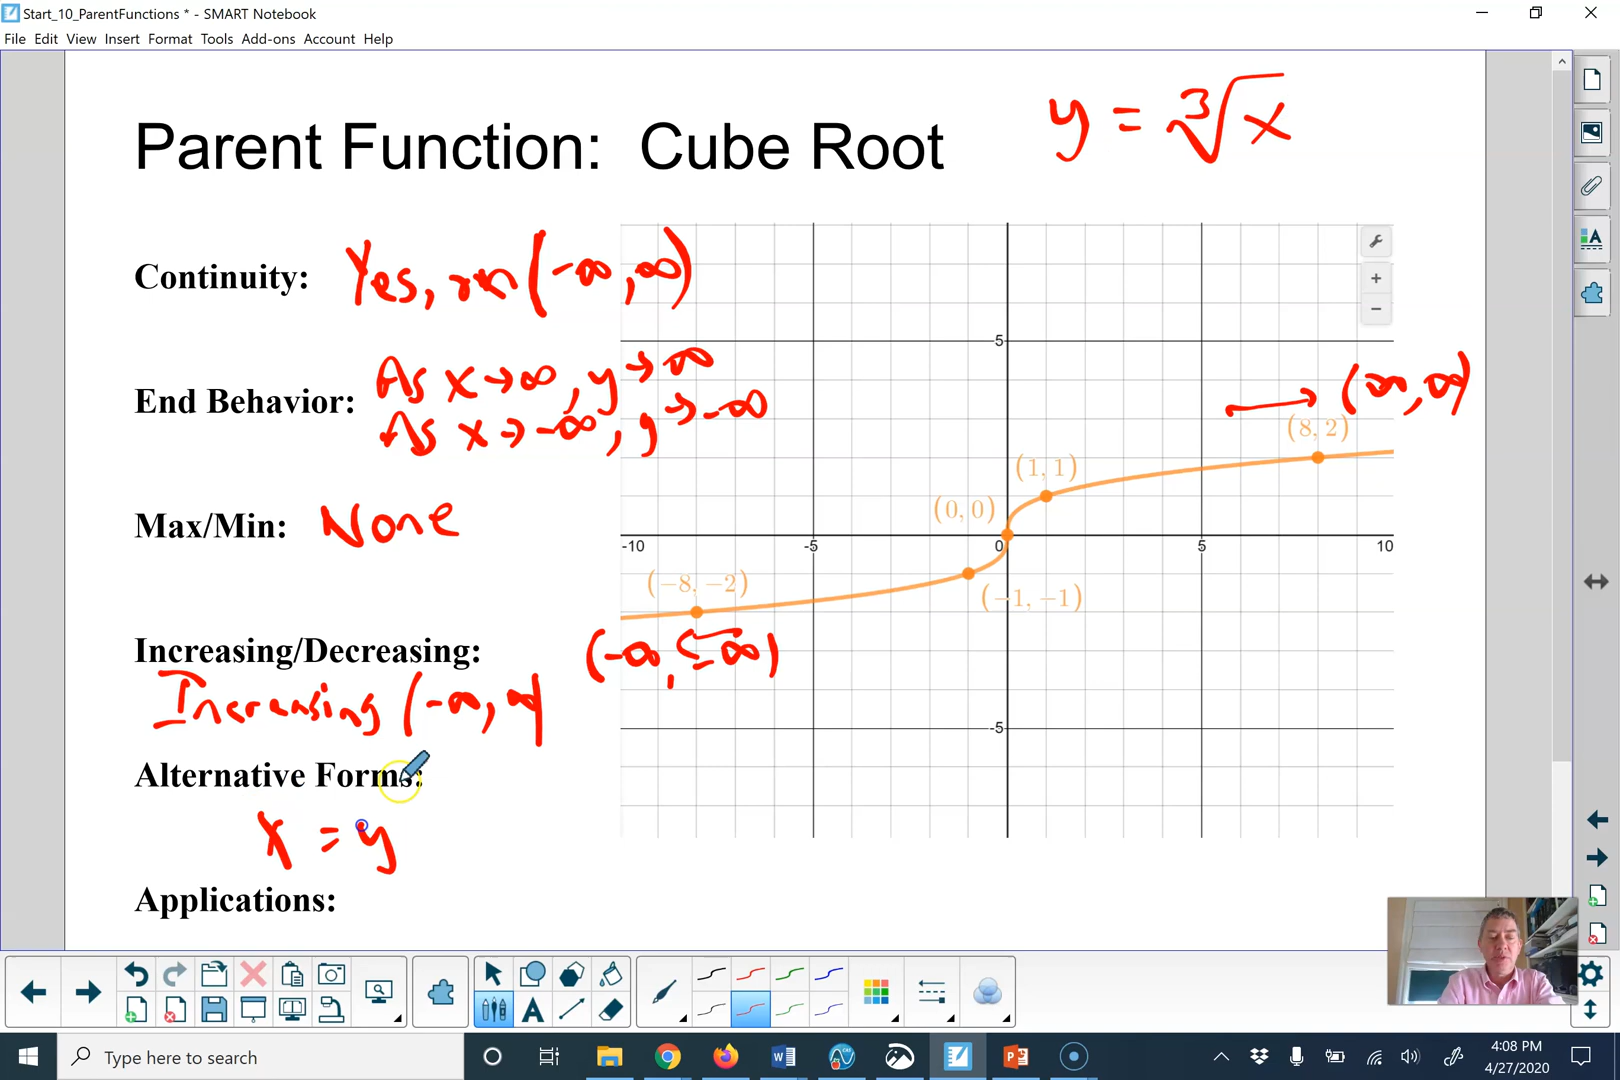 Start_10_ParentFunctions * - SMART Notebook
File Edit View Insert Format Tools Add-ons Account Help
Parent Function: Cube Root
y = ∛x
Continuity: Yes, on (-∞, ∞)
End Behavior: As x → ∞, y → ∞
As x → -∞, y → -∞
Max/Min: None
Increasing/Decreasing:
Increasing (-∞, ∞)
Alternative Forms:
x = y
Applications:
5
(∞, ∞)
(8, 2)
(1, 1)
(0, 0)
-10 -5 0 5 10
(−8, −2)
(−1, −1)
(-∞, -∞)
-5
A
A
Type here to search
4:08 PM
4/27/2020